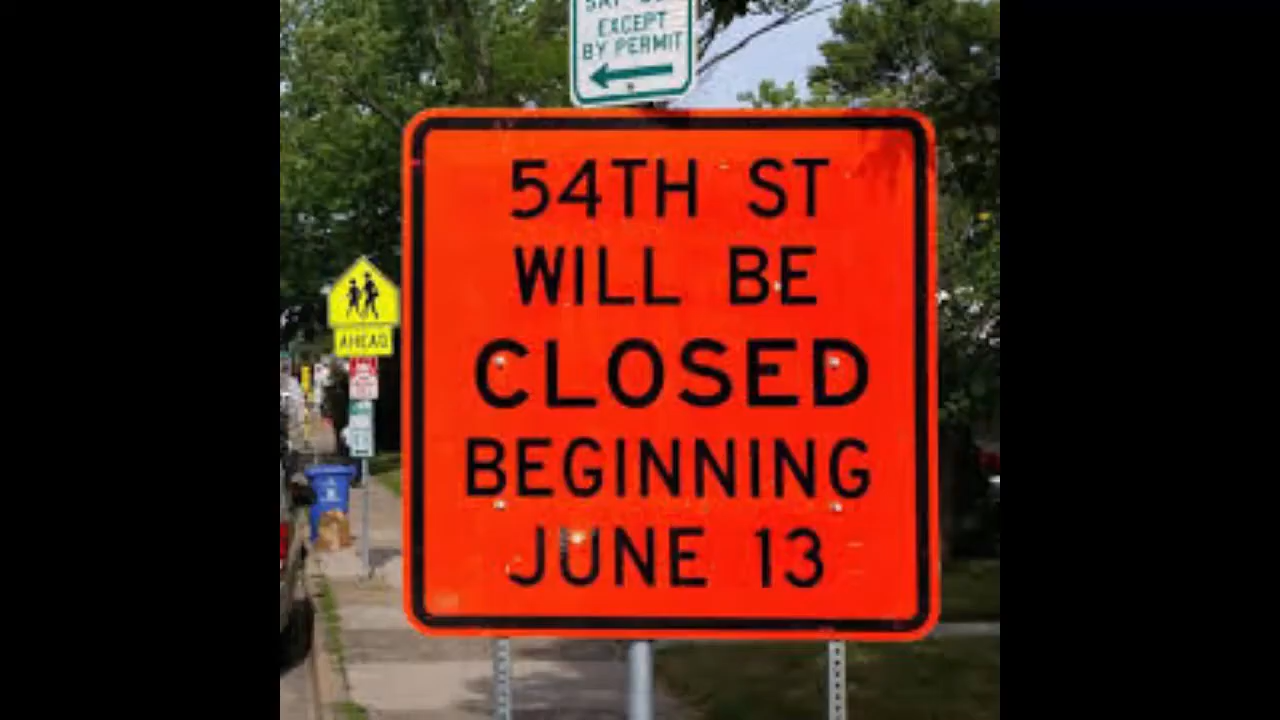 EXCEPT
BY PERMIT
54TH ST
WILL BE
CLOSED
BEGINNING
JUNE 13
AHEAD